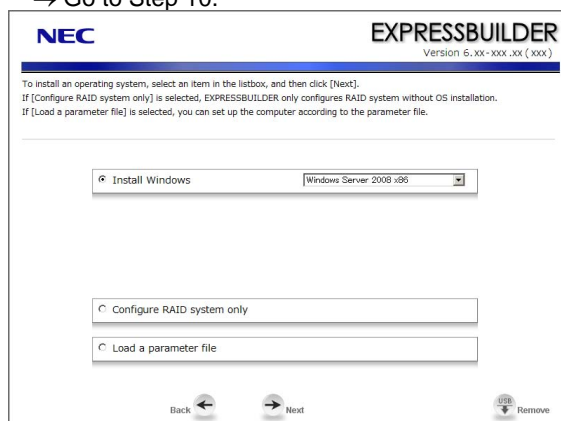 → Go to Step 10.
NEC
EXPRESSBUILDER
Version 6.xx-xxx.xx (xxx)
To install an operating system, select an item in the listbox, and then click [Next].
If [Configure RAID system only] is selected, EXPRESSBUILDER only configures RAID system without OS installation.
If [Load a parameter file] is selected, you can set up the computer according to the parameter file.
Install Windows Windows Server 2008 x86
Configure RAID system only
Load a parameter file
Back Next USB Remove